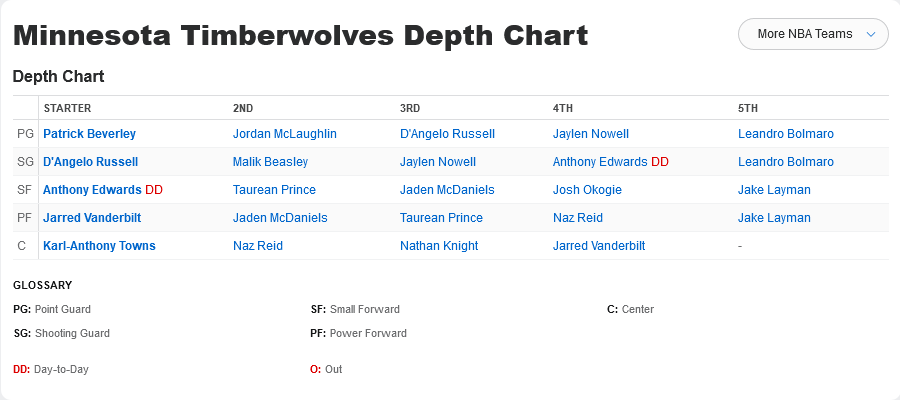 Minnesota Timberwolves Depth Chart
More NBA Teams
Depth Chart
STARTER 2ND 3RD 4TH 5TH
PG Patrick Beverley Jordan McLaughlin D'Angelo Russell Jaylen Nowell Leandro Bolmaro
SG D'Angelo Russell Malik Beasley Jaylen Nowell Anthony Edwards DD Leandro Bolmaro
SF Anthony Edwards DD Taurean Prince Jaden McDaniels Josh Okogie Jake Layman
PF Jarred Vanderbilt Jaden McDaniels Taurean Prince Naz Reid Jake Layman
C Karl-Anthony Towns Naz Reid Nathan Knight Jarred Vanderbilt -
GLOSSARY
PG: Point Guard SF: Small Forward C: Center
SG: Shooting Guard PF: Power Forward
DD: Day-to-Day O: Out